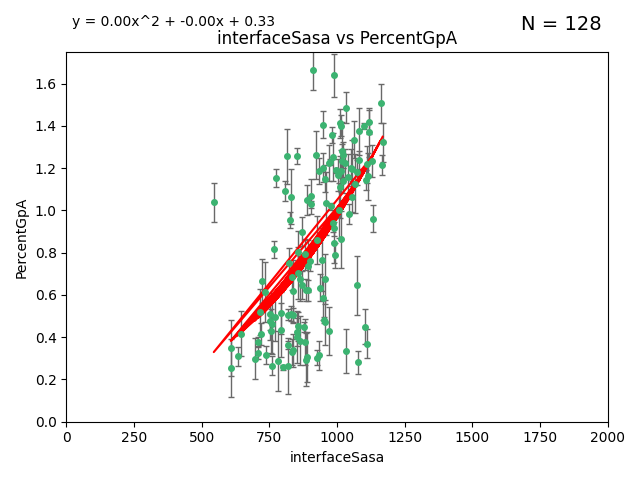 y = 0.00x^2 + -0.00x + 0.33
N = 128
interfaceSasa vs PercentGpA
PercentGpA
1.6
1.4
1.2
1.0
0.8
0.6
0.4
0.2
0.0
0 250 500 750 1000 1250 1500 1750 2000
interfaceSasa